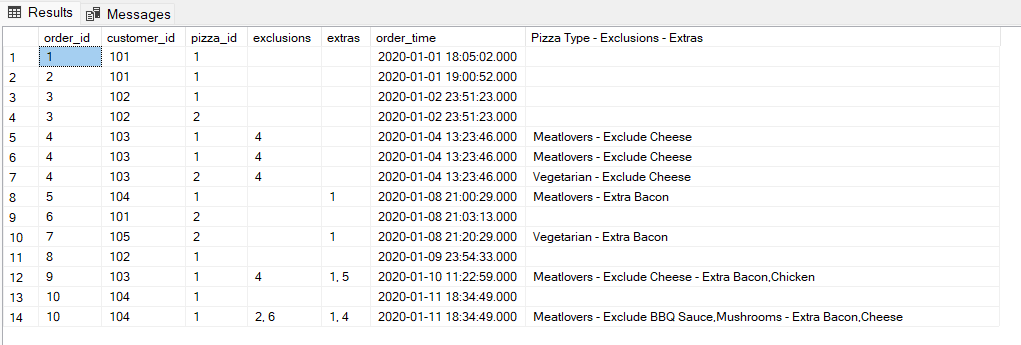 Results Messages
order_id customer_id pizza_id exclusions extras order_time Pizza Type - Exclusions - Extras
1 1 101 1 2020-01-01 18:05:02.000
2 2 101 1 2020-01-01 19:00:52.000
3 3 102 1 2020-01-02 23:51:23.000
4 3 102 2 2020-01-02 23:51:23.000
5 4 103 1 4 2020-01-04 13:23:46.000 Meatlovers - Exclude Cheese
6 4 103 1 4 2020-01-04 13:23:46.000 Meatlovers - Exclude Cheese
7 4 103 2 4 2020-01-04 13:23:46.000 Vegetarian - Exclude Cheese
8 5 104 1 1 2020-01-08 21:00:29.000 Meatlovers - Extra Bacon
9 6 101 2 2020-01-08 21:03:13.000
10 7 105 2 1 2020-01-08 21:20:29.000 Vegetarian - Extra Bacon
11 8 102 1 2020-01-09 23:54:33.000
12 9 103 1 4 1, 5 2020-01-10 11:22:59.000 Meatlovers - Exclude Cheese - Extra Bacon,Chicken
13 10 104 1 2020-01-11 18:34:49.000
14 10 104 1 2, 6 1, 4 2020-01-11 18:34:49.000 Meatlovers - Exclude BBQ Sauce,Mushrooms - Extra Bacon,Cheese